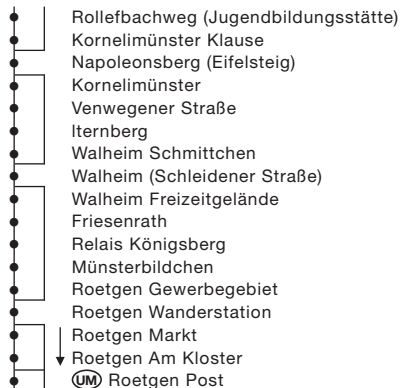 Rollefbachweg (Jugendbildungsstätte)
Kornelimünster Klause
Napoleonsberg (Eifelsteig)
Kornelimünster
Venwegener Straße
Iternberg
Walheim Schmittchen
Walheim (Schleidener Straße)
Walheim Freizeitgelände
Friesenrath
Relais Königsberg
Münsterbildchen
Roetgen Gewerbegebiet
Roetgen Wanderstation
Roetgen Markt
Roetgen Am Kloster
UM Roetgen Post